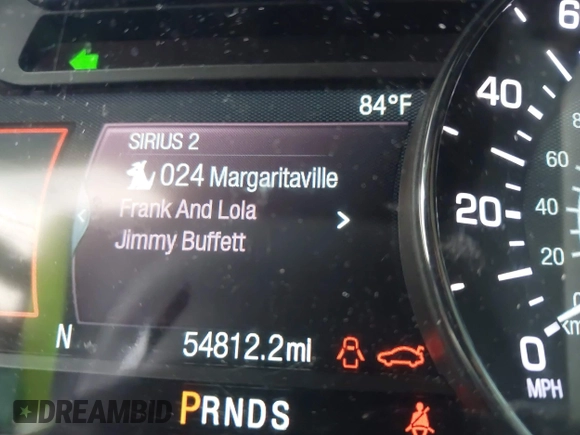 84°F
SIRIUS 2
024 Margaritaville
Frank And Lola
Jimmy Buffett
N
54812.2mi
PRNDS
40
20
0
MPH
60
40
20
DREAMBID